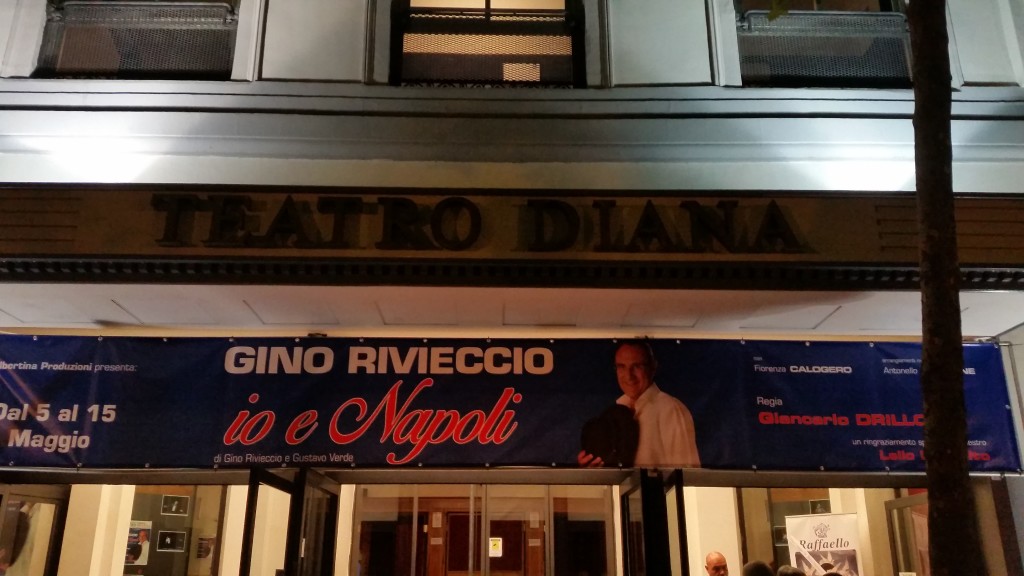 TEATRO DIANA
presenta:
Dal 5 al 15
Maggio
GINO RIVIECCIO
io e Napoli
di Gino Rivieccio e Gustavo Verde
con
Fiorenza CALOGERO
Antonello
Regia
Giancarlo
un ringraziamento
Lello
Raffaello